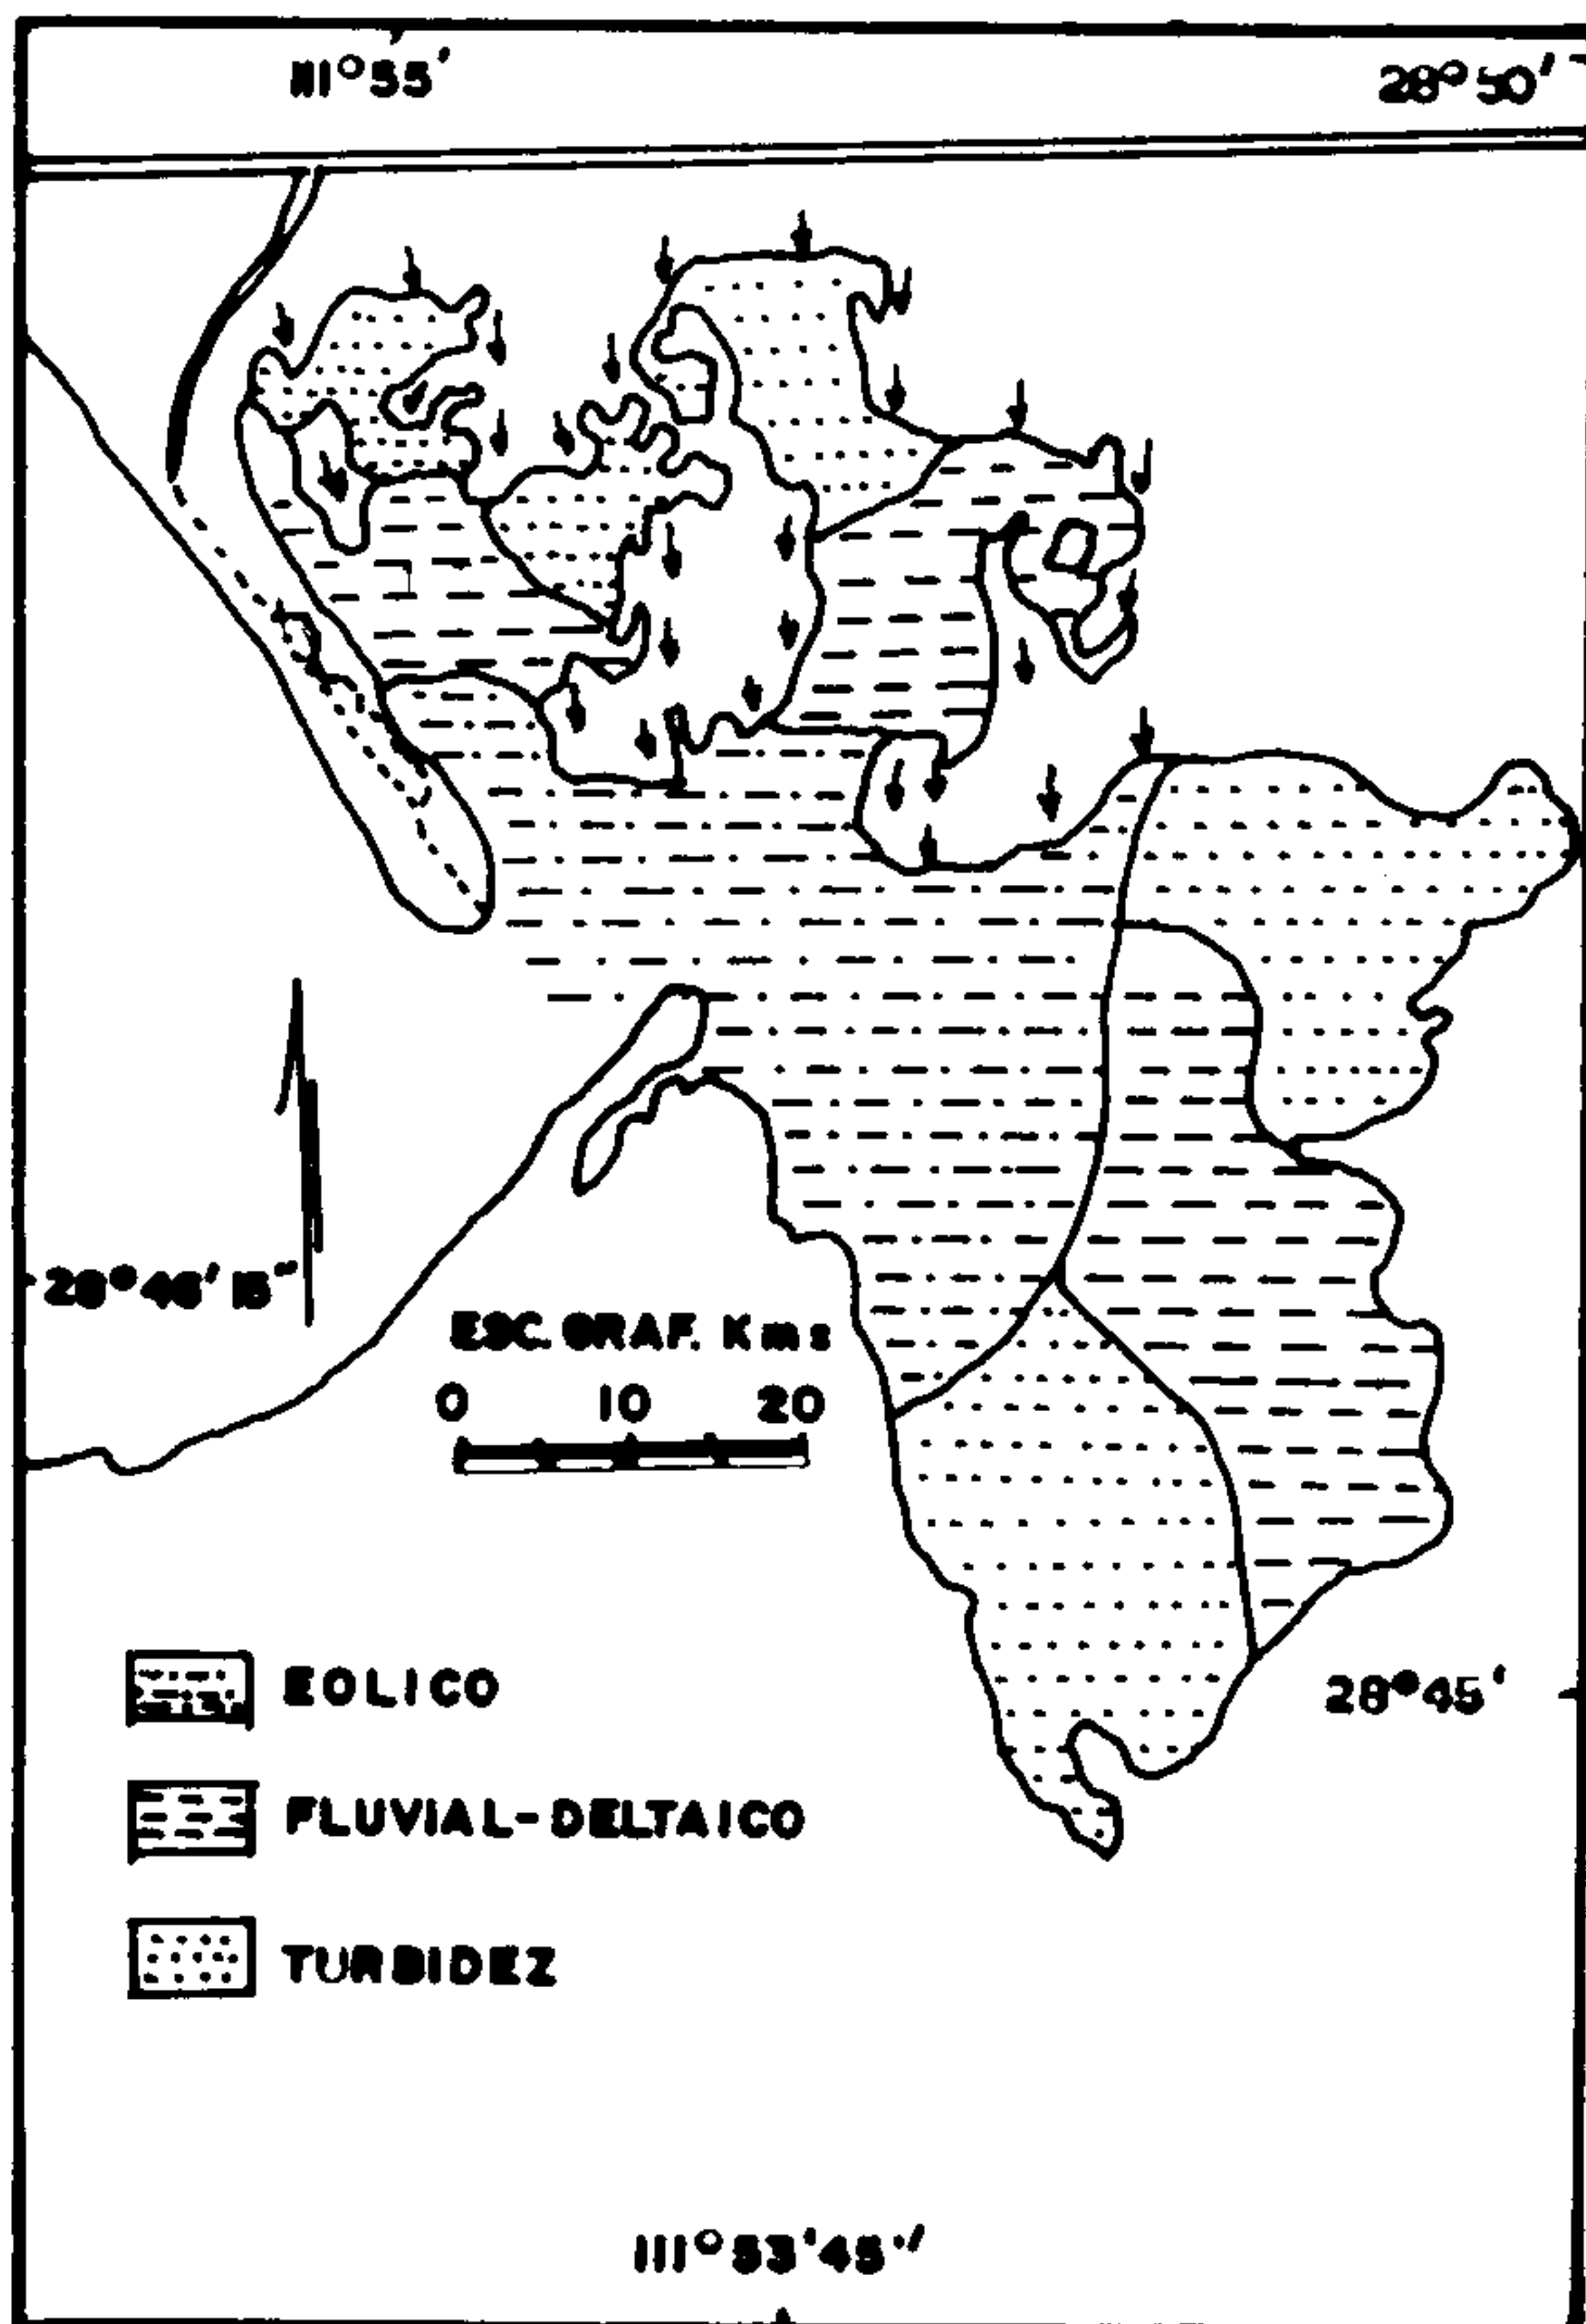 111°55'
28°50'
28°46'15"
ESC. GRAF. Kms
0 10 20
EOLICO
FLUVIAL-DELTAICO
TURBIDEZ
28°45'
111°53'45"